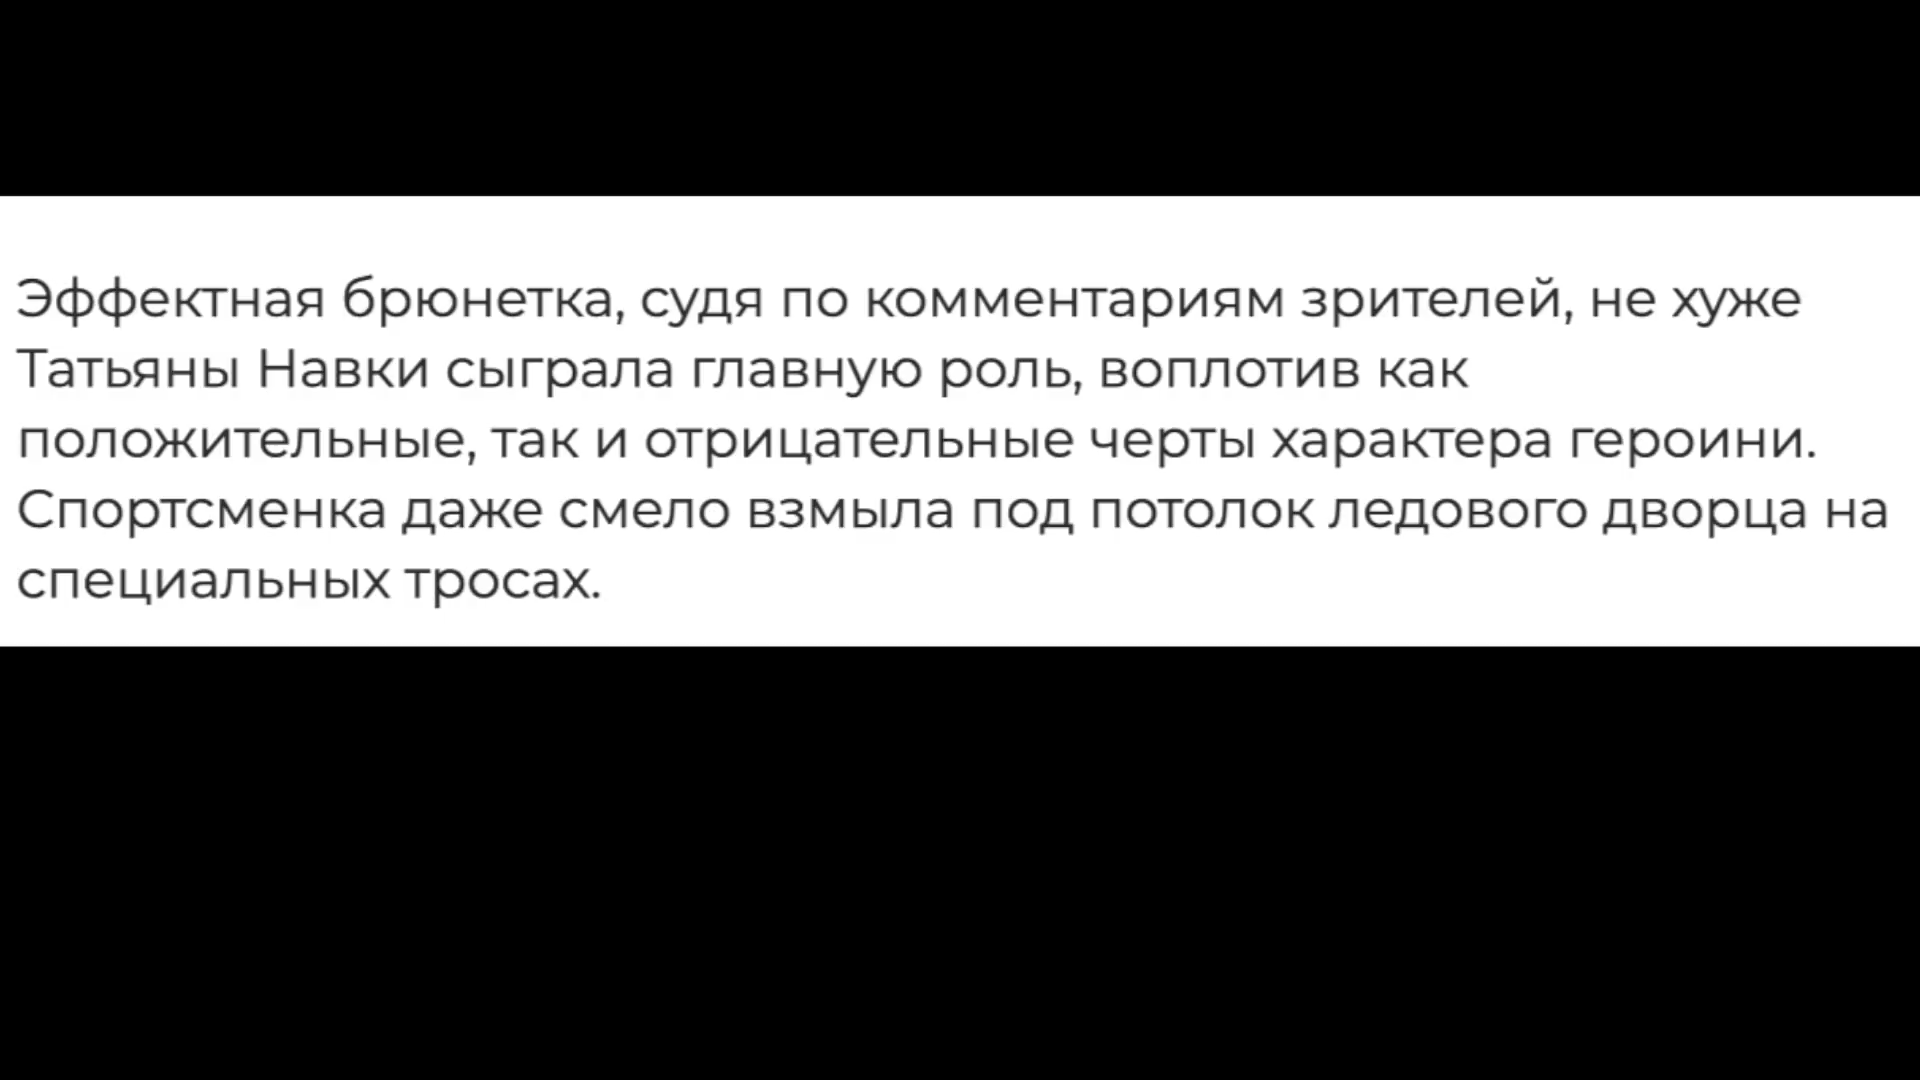 Эффектная брюнетка, судя по комментариям зрителей, не хуже
Татьяны Навки сыграла главную роль, воплотив как
положительные, так и отрицательные черты характера героини.
Спортсменка даже смело взмыла под потолок ледового дворца на
специальных тросах.